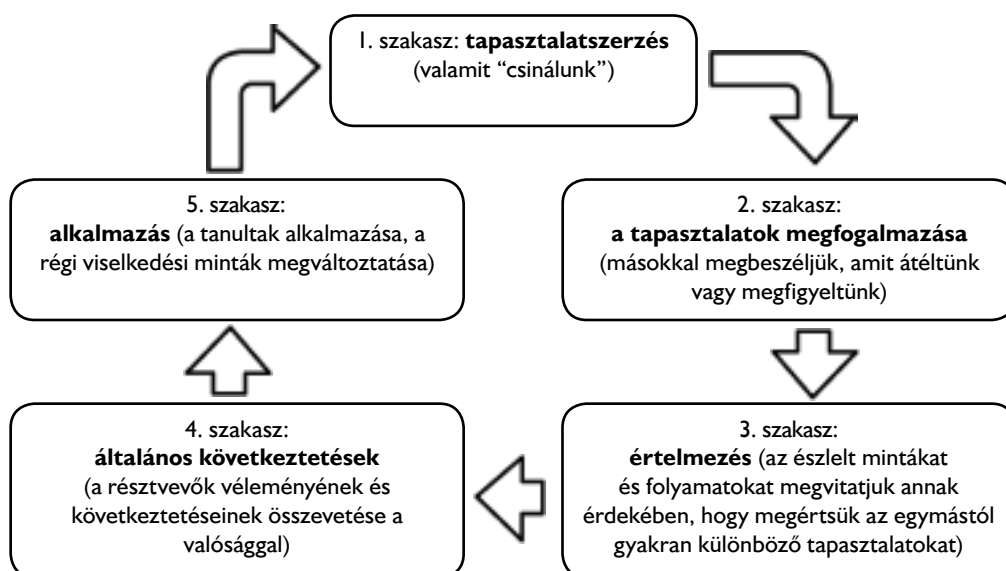 1. szakasz: tapasztalatszerzés
(valamit “csinálunk”)
2. szakasz:
a tapasztalatok megfogalmazása
(másokkal megbeszéljük, amit átéltünk
vagy megfigyeltünk)
3. szakasz:
értelmezés (az észlelt mintákat
és folyamatokat megvitatjuk annak
érdekében, hogy megértsük az egymástól
gyakran különböző tapasztalatokat)
4. szakasz:
általános következtetések
(a résztvevők véleményének és
következtetéseinek összevetése a
valósággal)
5. szakasz:
alkalmazás (a tanultak alkalmazása, a
régi viselkedési minták megváltoztatása)